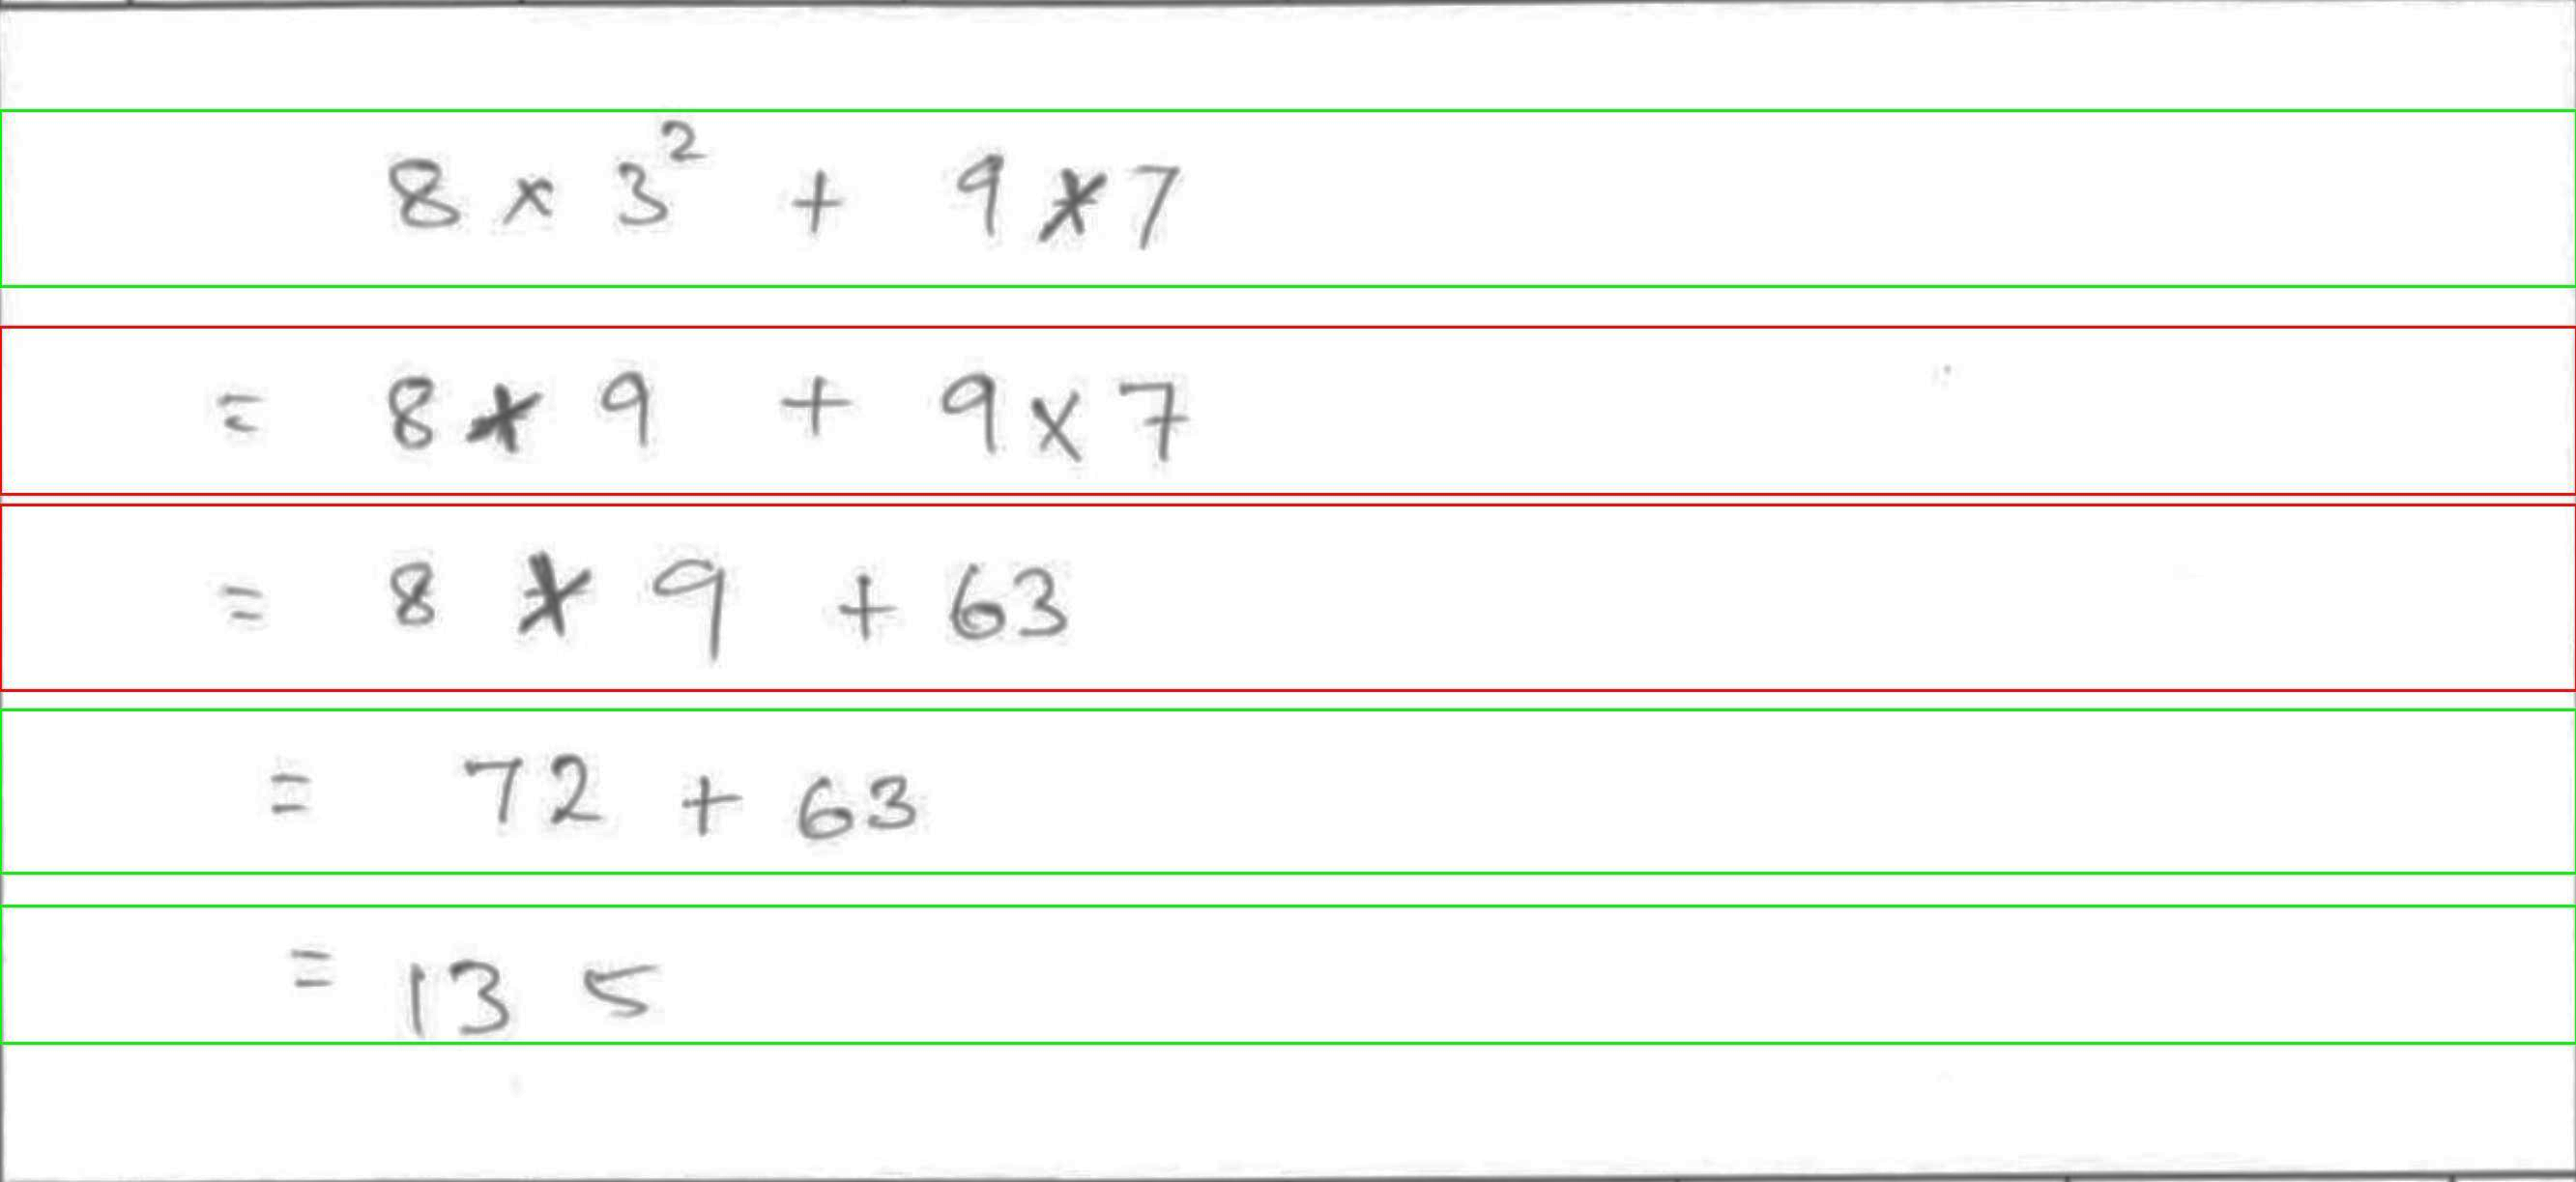 8 × 3² + 9 × 7
= 8 × 9 + 9 × 7
= 8 × 9 + 63
= 72 + 63
= 135